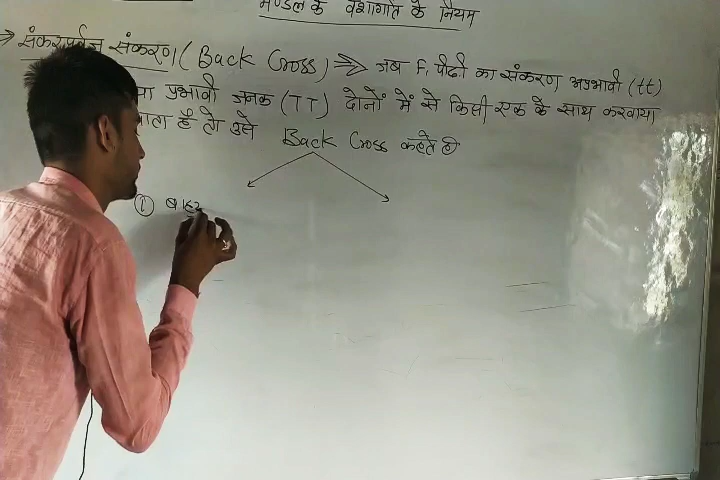 मण्डल के वंशागति के नियम
→ संकरपूर्वज संकरण ( Back Cross ) ⇒ जब F₁ पीढी का संकरण अप्रभावी (tt)
या प्रभावी जनक (TT) दोनों में से किसी एक के साथ करवाया
जाता है तो उसे Back Cross कहते है
① बाह्य